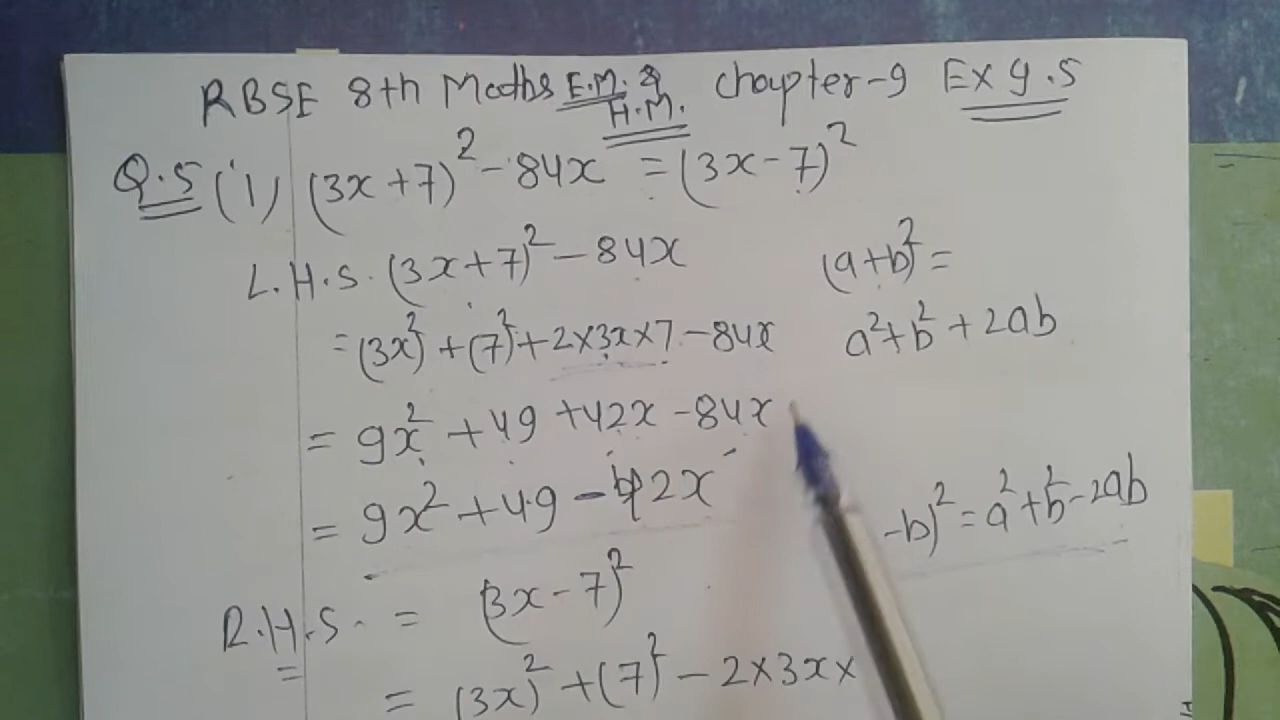 RBSE 8th Maths E.M. & H.M. Chapter-9 Ex 9.5
Q.5 (1) (3x+7)² - 84x = (3x-7)²
L.H.S. (3x+7)² - 84x
(a+b)² =
= (3x)² + (7)² + 2×3x×7 - 84x
a² + b² + 2ab
= 9x² + 49 + 42x - 84x
= 9x² + 49 - 42x
-b)² = a² + b² - 2ab
R.H.S. = (3x-7)²
= (3x)² + (7)² - 2×3x×